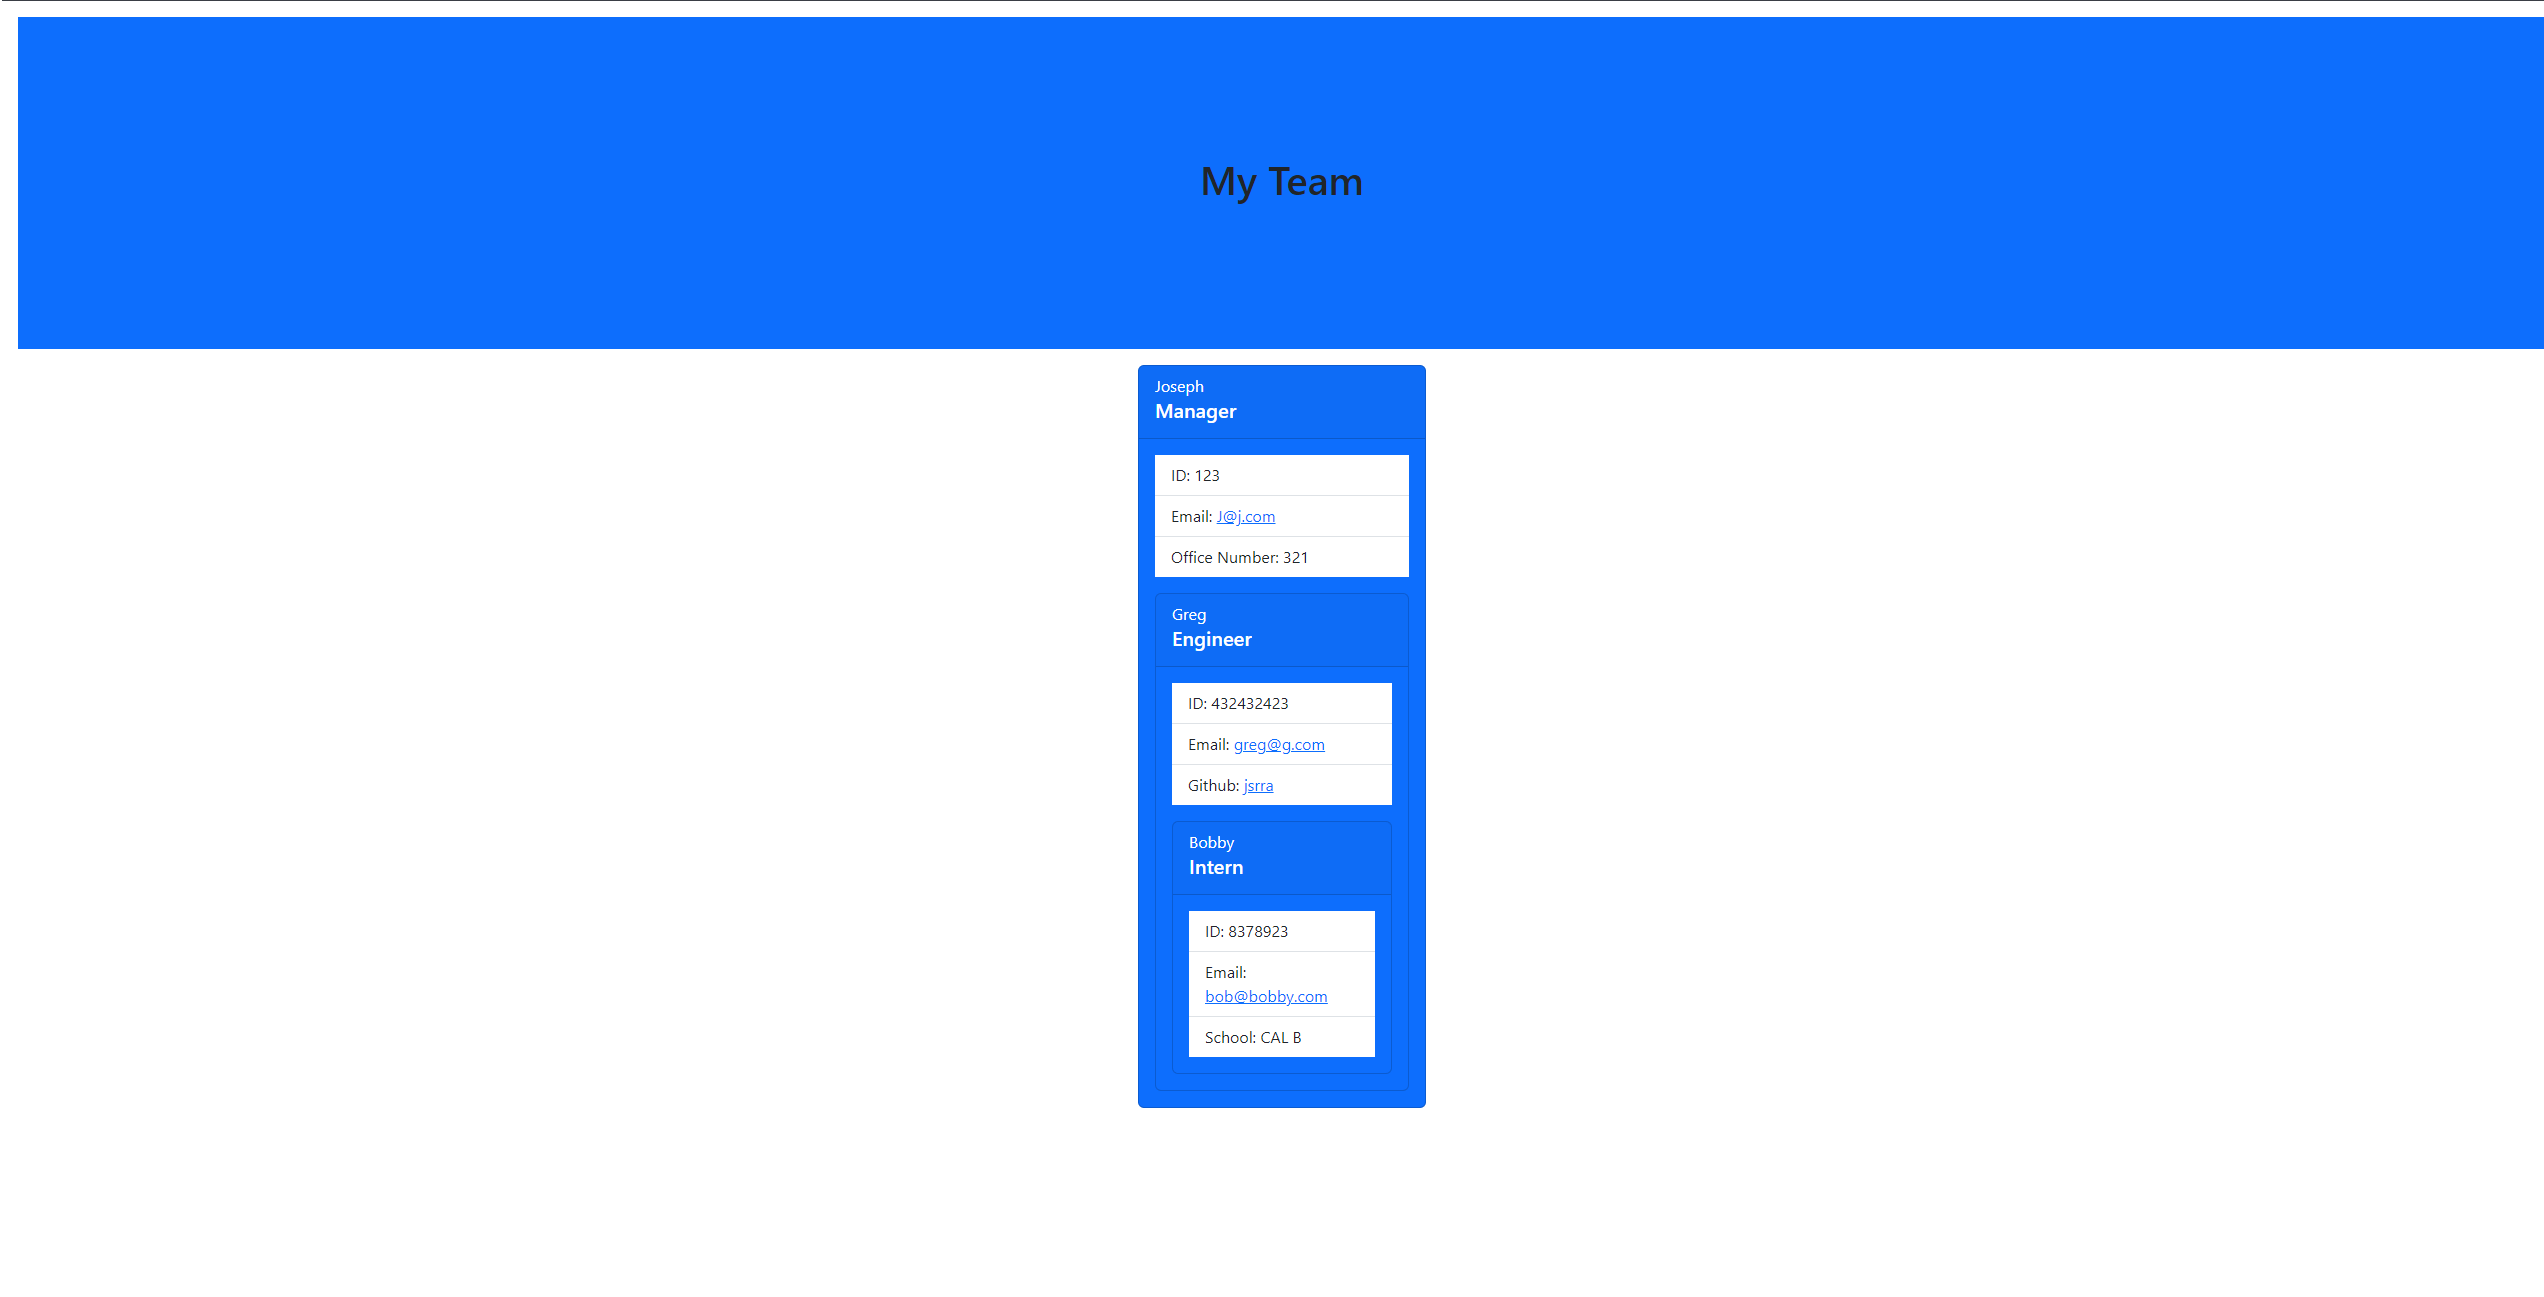 My Team
Joseph
Manager
ID: 123
Email: J@j.com
Office Number: 321
Greg
Engineer
ID: 432432423
Email: greg@g.com
Github: jsrra
Bobby
Intern
ID: 8378923
Email:
bob@bobby.com
School: CAL B